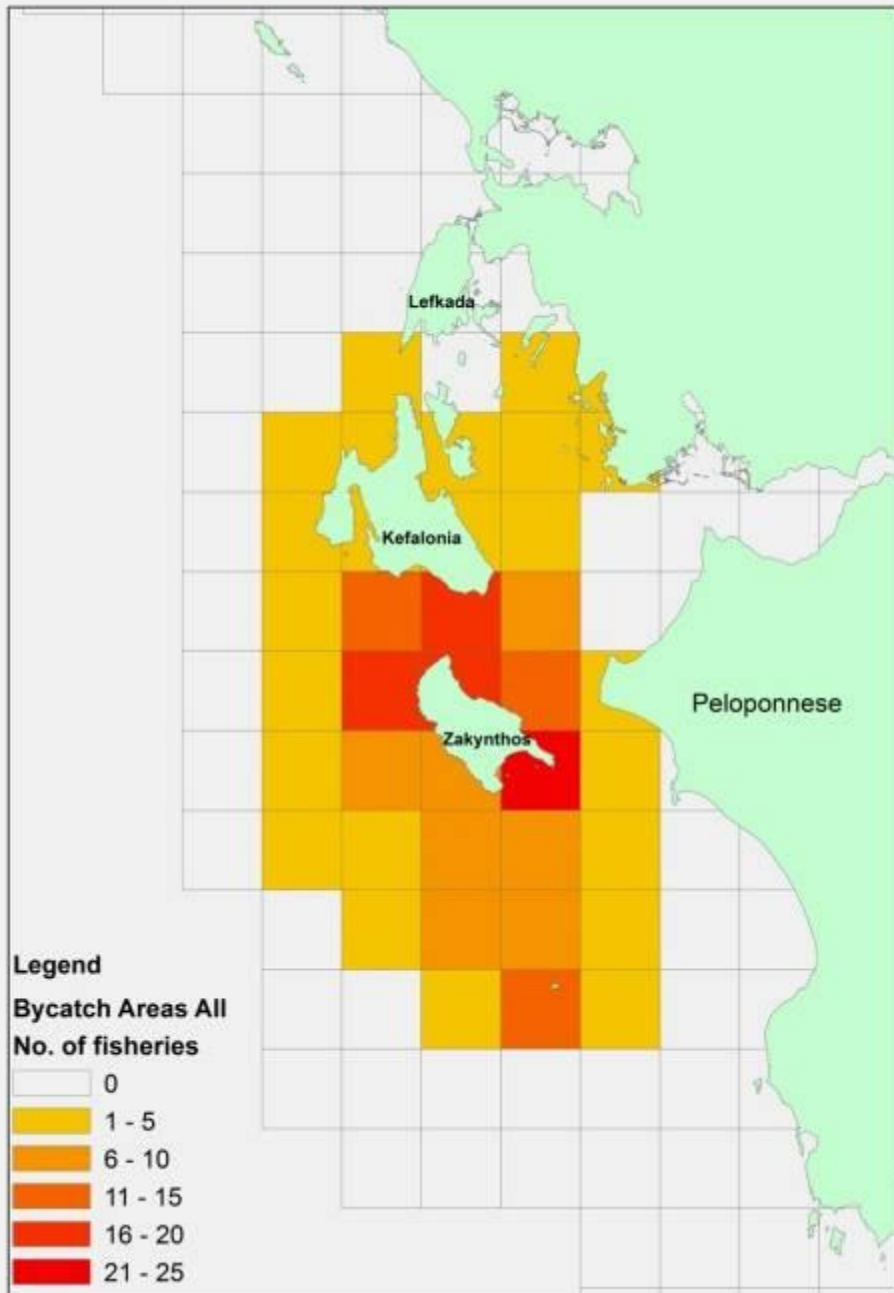 Lefkada
Kefalonia
Peloponnese
Zakynthos
Legend
Bycatch Areas All
No. of fisheries
0
1 - 5
6 - 10
11 - 15
16 - 20
21 - 25